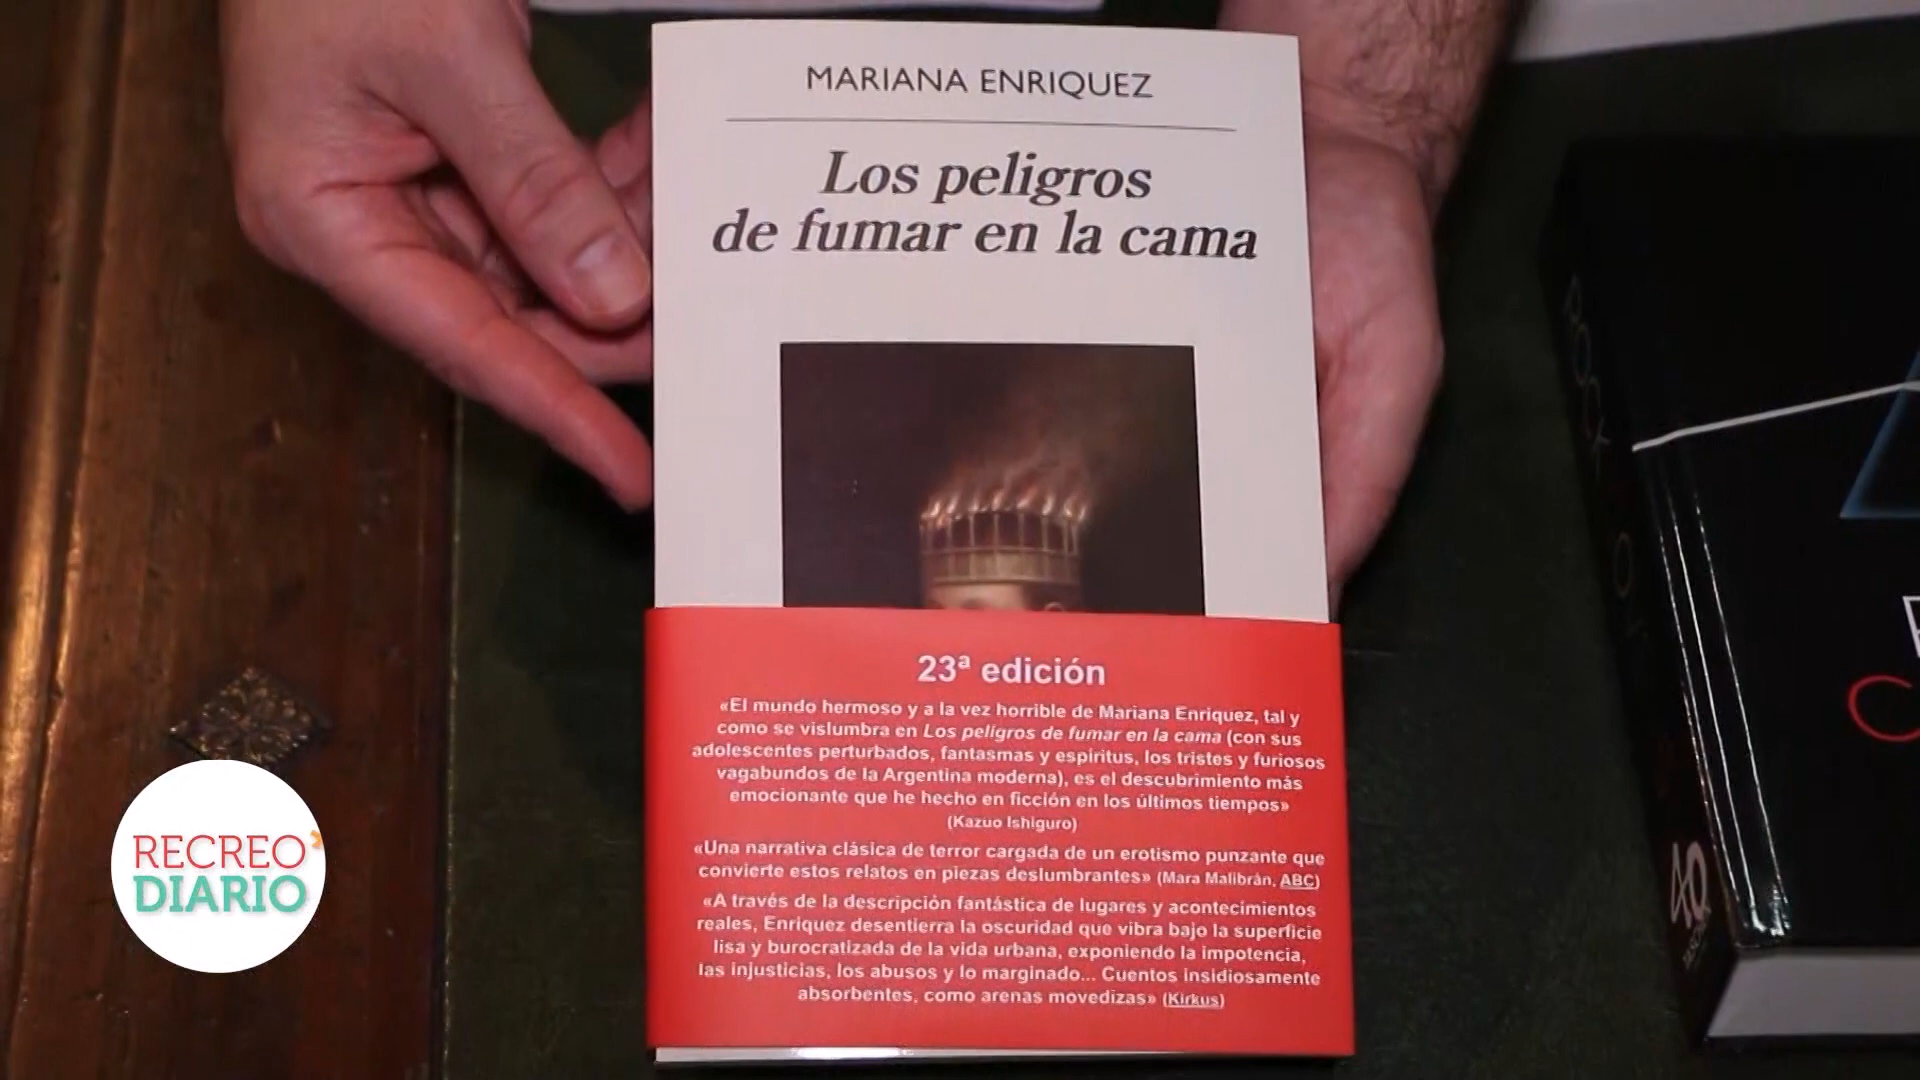 MARIANA ENRIQUEZ
Los peligros
de fumar en la cama
23ª edición
«El mundo hermoso y a la vez horrible de Mariana Enriquez, tal y
como se vislumbra en Los peligros de fumar en la cama (con sus
adolescentes perturbados, fantasmas y espíritus, los tristes y furiosos
vagabundos de la Argentina moderna), es el descubrimiento más
emocionante que he hecho en ficción en los últimos tiempos»
(Kazuo Ishiguro)
«Una narrativa clásica de terror cargada de un erotismo punzante que
convierte estos relatos en piezas deslumbrantes» (Mara Malibrán, ABC)
«A través de la descripción fantástica de lugares y acontecimientos
reales, Enriquez desentierra la oscuridad que vibra bajo la superficie
lisa y burocratizada de la vida urbana, exponiendo la impotencia,
las injusticias, los abusos y lo marginado... Cuentos insidiosamente
absorbentes, como arenas movedizas» (Kirkus)
RECREO
DIARIO
40